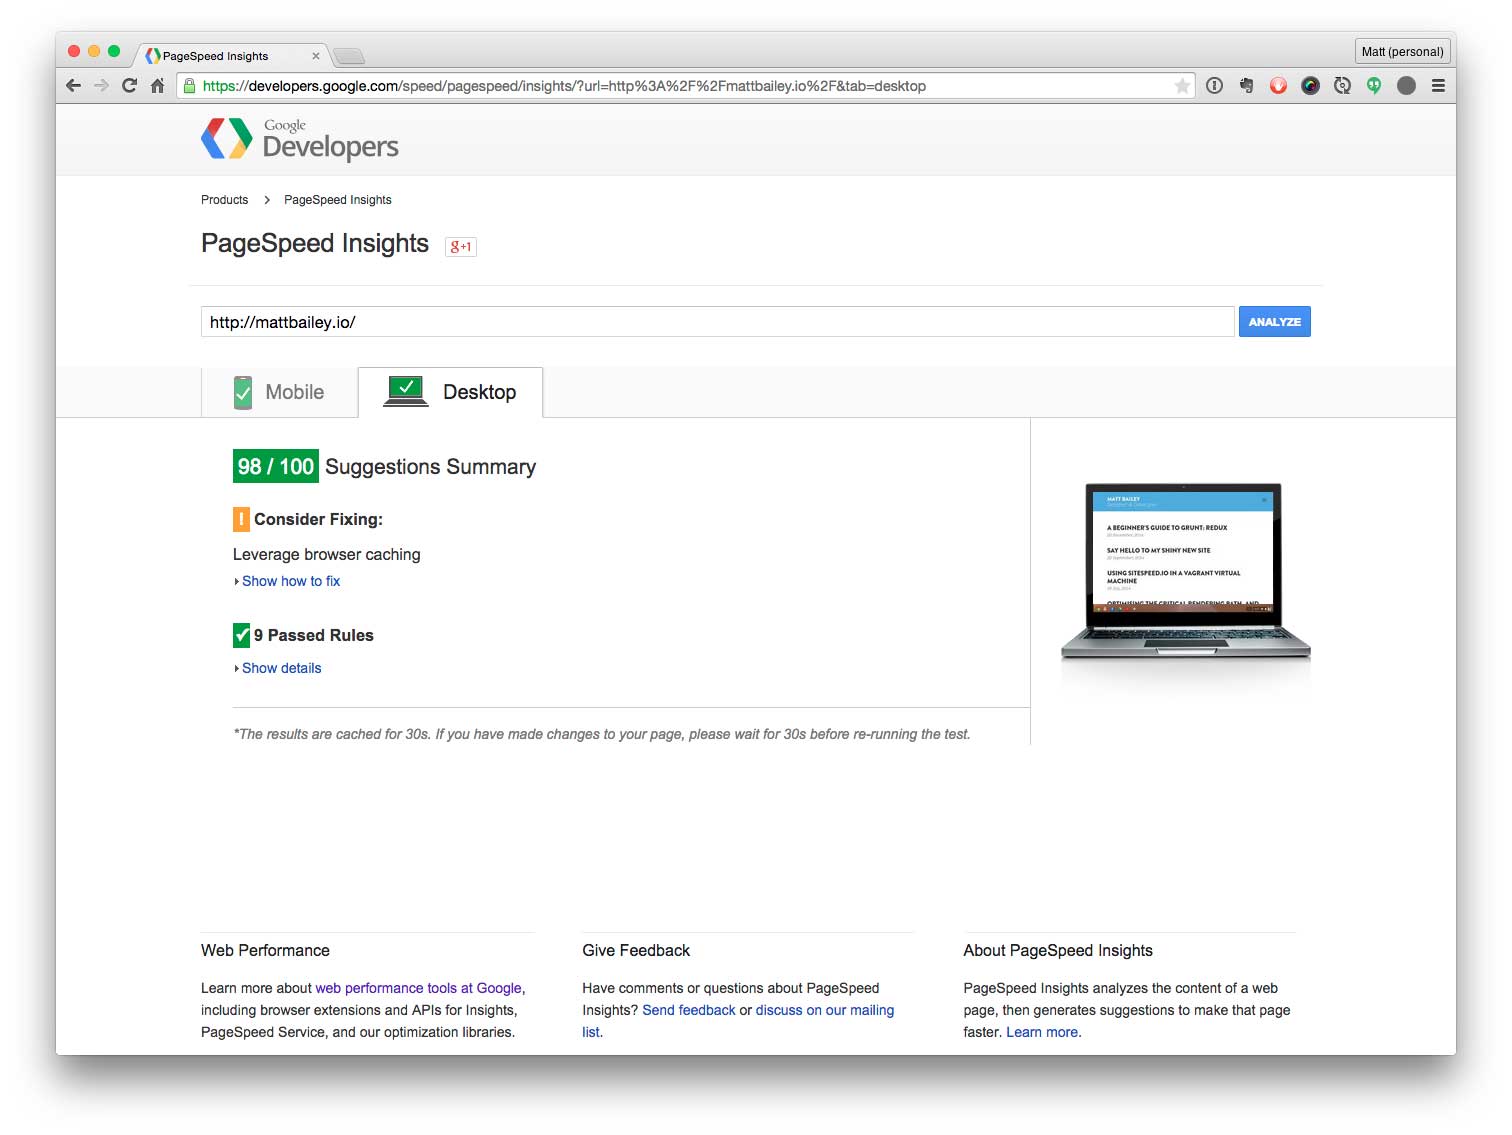 PageSpeed Insights
Matt (personal)
https://developers.google.com/speed/pagespeed/insights/?url=http%3A%2F%2Fmattbailey.io%2F&tab=desktop
Google
Developers
Products
PageSpeed Insights
PageSpeed Insights
g+1
http://mattbailey.io/
ANALYZE
Mobile
Desktop
98 / 100 Suggestions Summary
! Consider Fixing:
Leverage browser caching
Show how to fix
9 Passed Rules
Show details
*The results are cached for 30s. If you have made changes to your page, please wait for 30s before re-running the test.
MATT BAILEY
A BEGINNER'S GUIDE TO GRUNT: REDUX
SAY HELLO TO MY SHINY NEW SITE
USING SITESPEED.IO IN A VAGRANT VIRTUAL
MACHINE
OPTIMISING THE CRITICAL RENDERING PATH, AND
Web Performance
Learn more about web performance tools at Google,
including browser extensions and APIs for Insights,
PageSpeed Service, and our optimization libraries.
Give Feedback
Have comments or questions about PageSpeed
Insights? Send feedback or discuss on our mailing
list.
About PageSpeed Insights
PageSpeed Insights analyzes the content of a web
page, then generates suggestions to make that page
faster. Learn more.